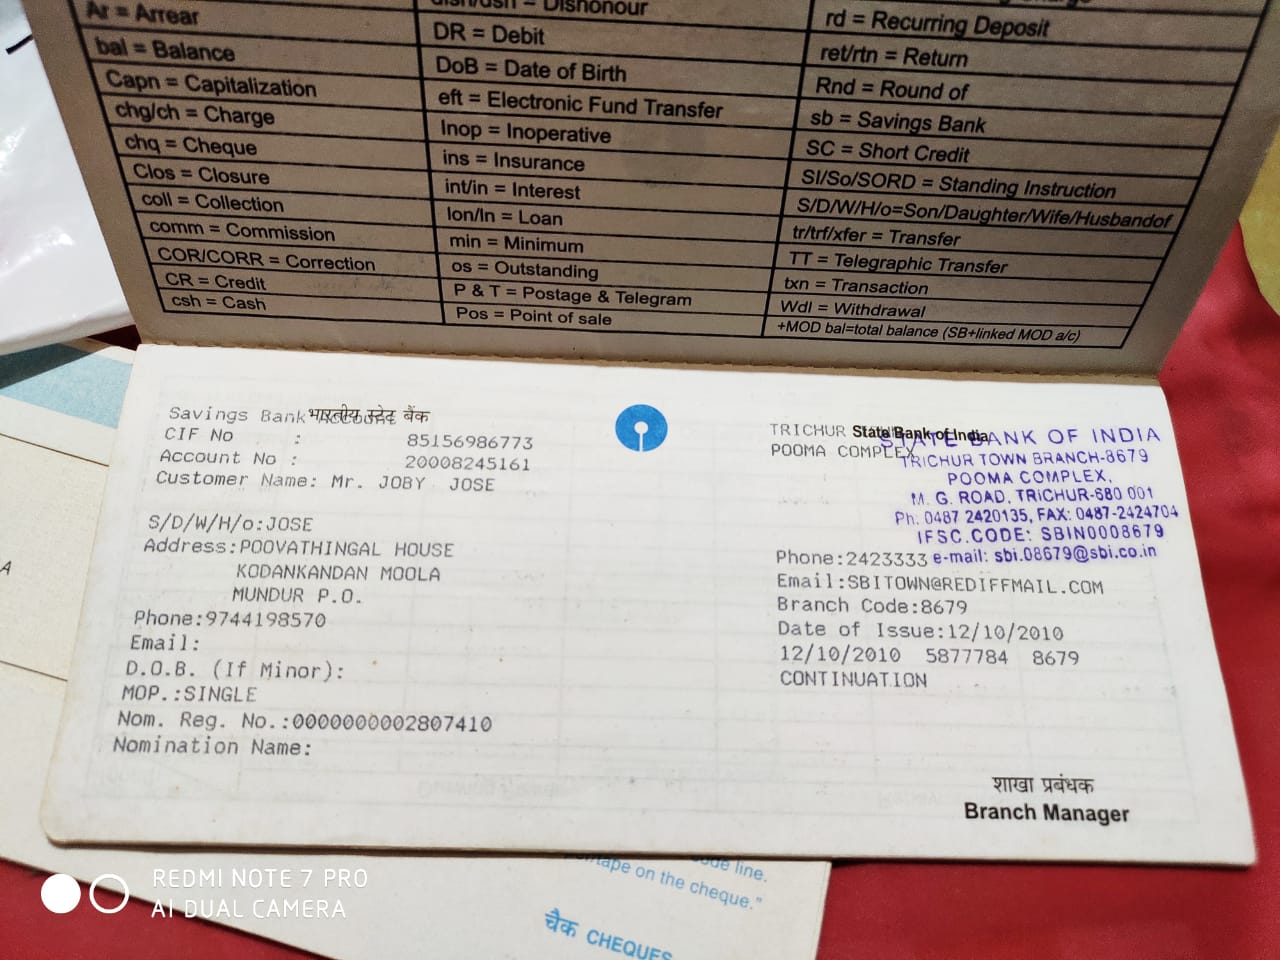 Ar = Arrear
bal = Balance
Capn = Capitalization
chg/ch = Charge
chq = Cheque
Clos = Closure
coll = Collection
comm = Commission
COR/CORR = Correction
CR = Credit
csh = Cash
= Dishonour
DR = Debit
DoB = Date of Birth
eft = Electronic Fund Transfer
Inop = Inoperative
ins = Insurance
int/in = Interest
lon/ln = Loan
min = Minimum
os = Outstanding
P & T = Postage & Telegram
Pos = Point of sale
rd = Recurring Deposit
ret/rtn = Return
Rnd = Round of
sb = Savings Bank
SC = Short Credit
SI/So/SORD = Standing Instruction
S/D/W/H/o=Son/Daughter/Wife/Husbandof
tr/trf/xfer = Transfer
TT = Telegraphic Transfer
txn = Transaction
Wdl = Withdrawal
+MOD bal=total balance (SB+linked MOD a/c)
Savings Bank Account
भारतीय स्टेट बैंक
CIF No : 85156986773
Account No : 20008245161
Customer Name: Mr. JOBY JOSE
S/D/W/H/o:JOSE
Address:POOVATHINGAL HOUSE
KODANKANDAN MOOLA
MUNDUR P.O.
Phone:9744198570
Email:
D.O.B. (If Minor):
MOP.:SINGLE
Nom. Reg. No.:0000000002807410
Nomination Name:
TRICHUR
State Bank of India
POOMA COMPLEX
STATE BANK OF INDIA
TRICHUR TOWN BRANCH-8679
POOMA COMPLEX,
M. G. ROAD, TRICHUR-680 001
Ph: 0487 2420135, FAX: 0487-2424704
IFSC.CODE: SBIN0008679
e-mail: sbi.08679@sbi.co.in
Phone:2423333
Email:SBITOWN@REDIFFMAIL.COM
Branch Code:8679
Date of Issue:12/10/2010
12/10/2010 5877784 8679
CONTINUATION
शाखा प्रबंधक
Branch Manager
line.
on the cheque."
चैक CHEQUES
REDMI NOTE 7 PRO
AI DUAL CAMERA